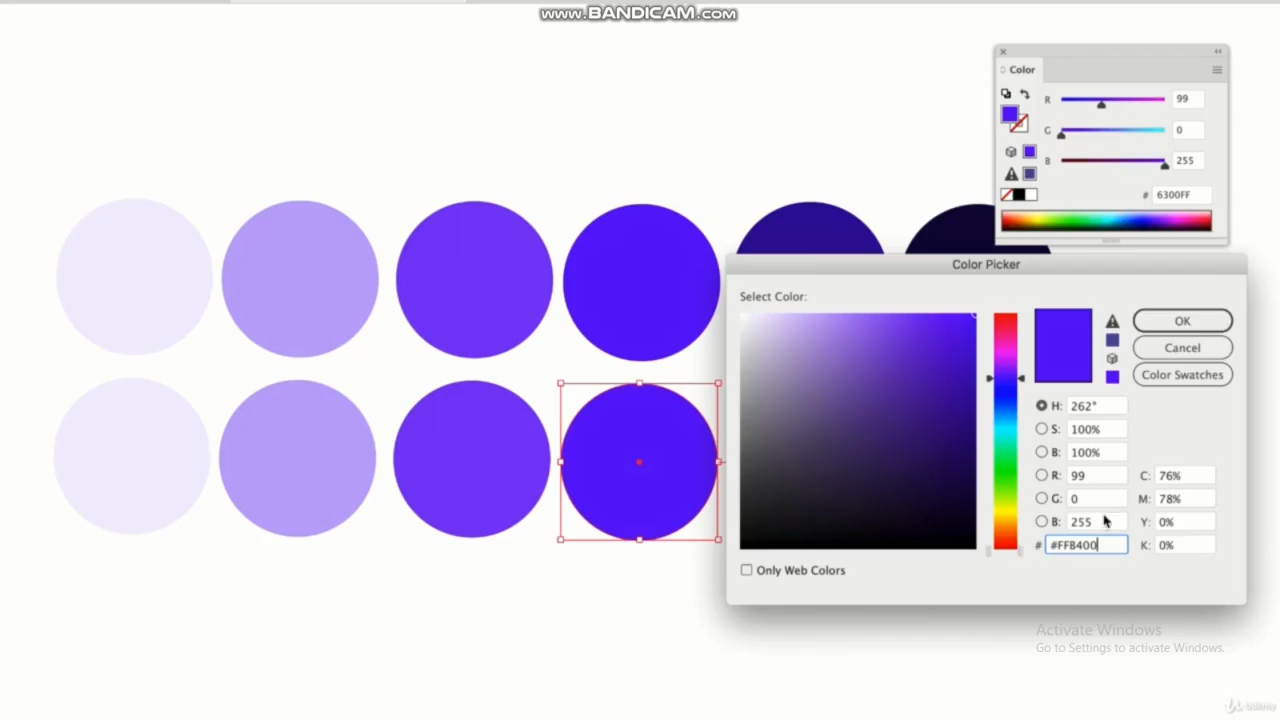 www.BANDICAM.com
Color
R 99
G 0
B 255
# 6300FF
Color Picker
Select Color:
OK
Cancel
Color Swatches
H: 262°
S: 100%
B: 100%
R: 99 C: 76%
G: 0 M: 78%
B: 255 Y: 0%
# #FFB400 K: 0%
Only Web Colors
Activate Windows
Go to Settings to activate Windows.
Udemy